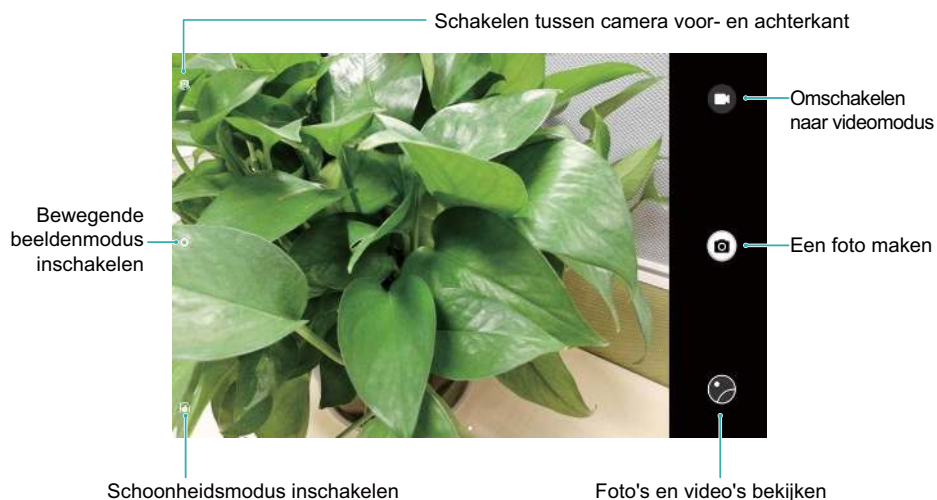 Schakelen tussen camera voor- en achterkant
Omschakelen
naar videomodus
Bewegende
beeldenmodus
inschakelen
Een foto maken
Schoonheidsmodus inschakelen
Foto's en video's bekijken